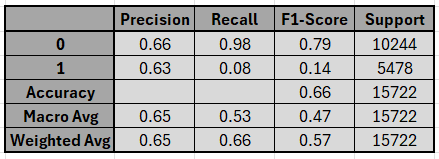 Precision Recall F1-Score Support
0 0.66 0.98 0.79 10244
1 0.63 0.08 0.14 5478
Accuracy 0.66 15722
Macro Avg 0.65 0.53 0.47 15722
Weighted Avg 0.65 0.66 0.57 15722